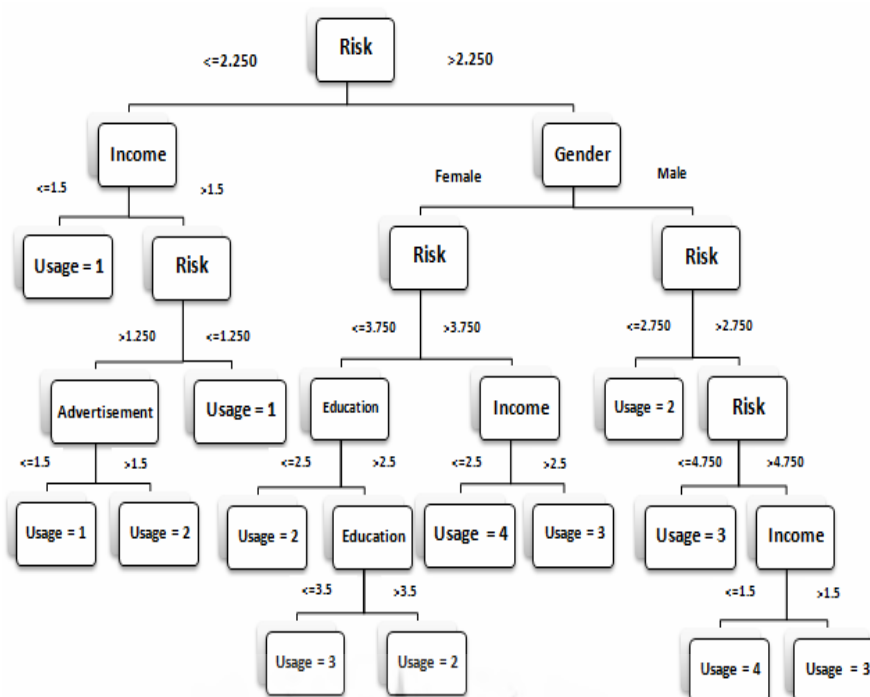 Risk
<=2.250 >2.250
Income Gender
Female Male
<=1.5 >1.5
Usage = 1 Risk Risk Risk
>1.250 <=1.250 <=3.750 >3.750 <=2.750 >2.750
Advertisement Usage = 1 Education Income Usage = 2 Risk
<=1.5 >1.5 <=2.5 >2.5 <=2.5 >2.5 <=4.750 >4.750
Usage = 1 Usage = 2 Usage = 2 Education Usage = 4 Usage = 3 Usage = 3 Income
<=3.5 >3.5 <=1.5 >1.5
Usage = 3 Usage = 2 Usage = 4 Usage = 3